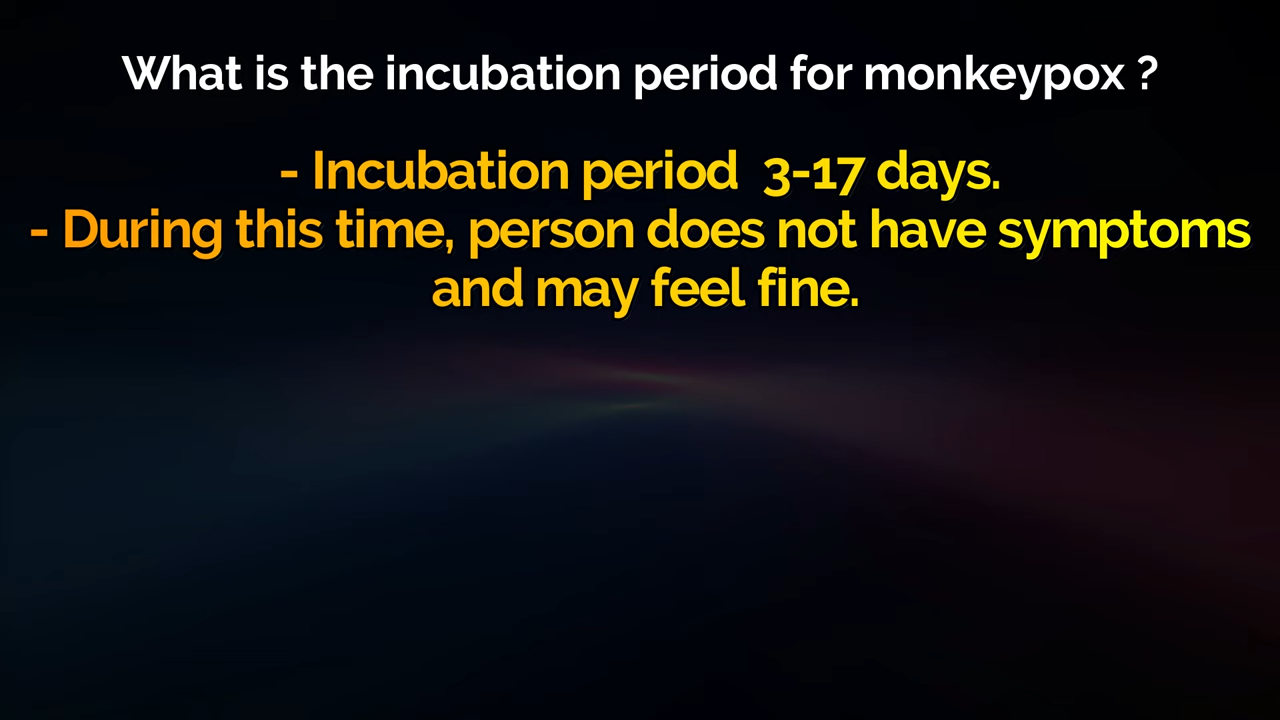 What is the incubation period for monkeypox ?
- Incubation period  3-17 days.
- During this time, person does not have symptoms
and may feel fine.